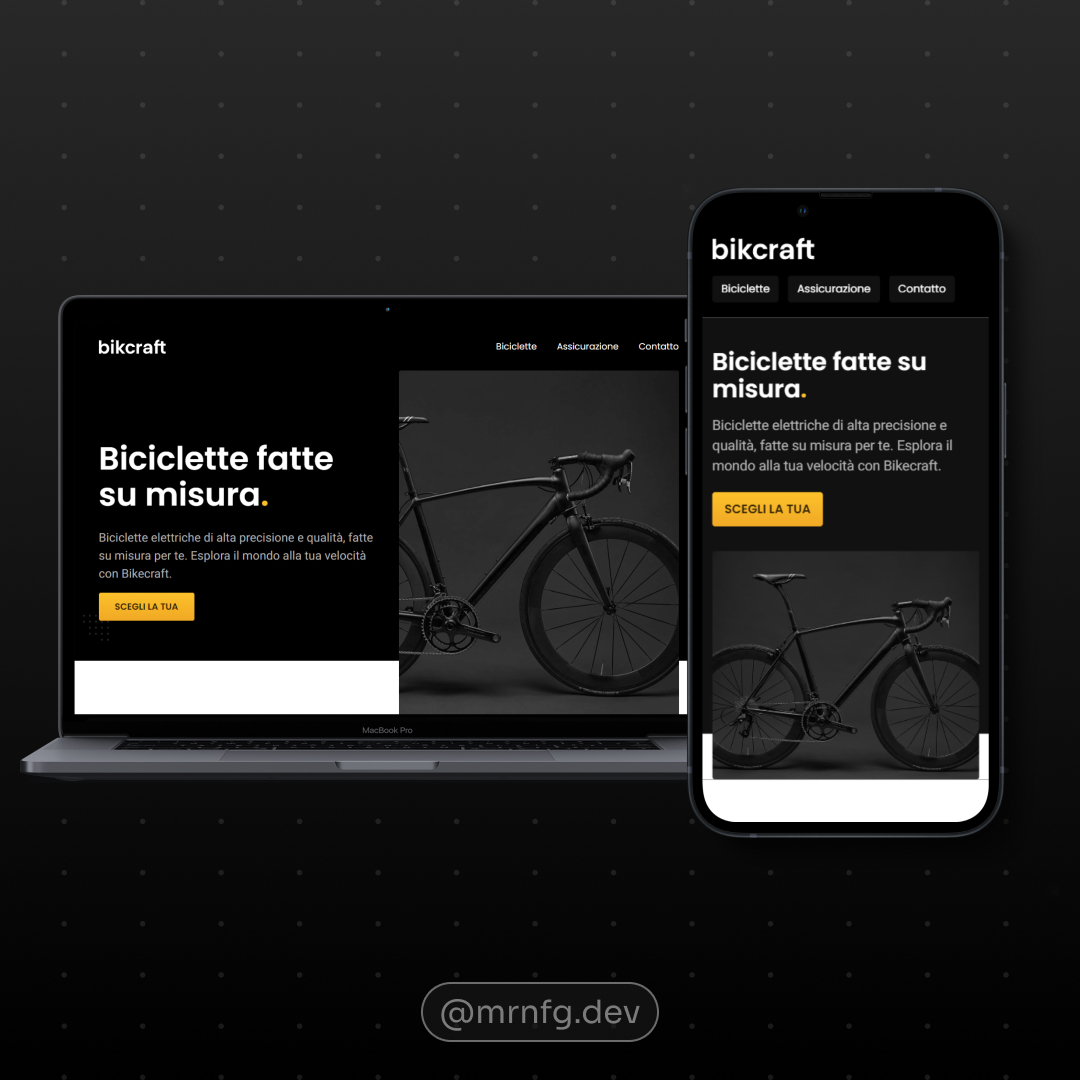 bikcraft
Biciclette Assicurazione Contatto
Biciclette fatte
su misura.
Biciclette elettriche di alta precisione e qualità, fatte
su misura per te. Esplora il mondo alla tua velocità
con Bikecraft.
SCEGLI LA TUA
MacBook Pro
bikcraft
Biciclette Assicurazione Contatto
Biciclette fatte su
misura.
Biciclette elettriche di alta precisione e
qualità, fatte su misura per te. Esplora il
mondo alla tua velocità con Bikecraft.
SCEGLI LA TUA
@mrnfg.dev